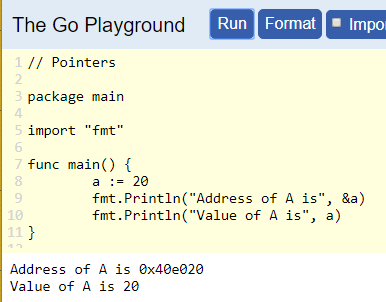 The Go Playground Run Format Impor
1 // Pointers
2
3 package main
4
5 import "fmt"
6
7 func main() {
8 a := 20
9 fmt.Println("Address of A is", &a)
10 fmt.Println("Value of A is", a)
11 }
12
Address of A is 0x40e020
Value of A is 20